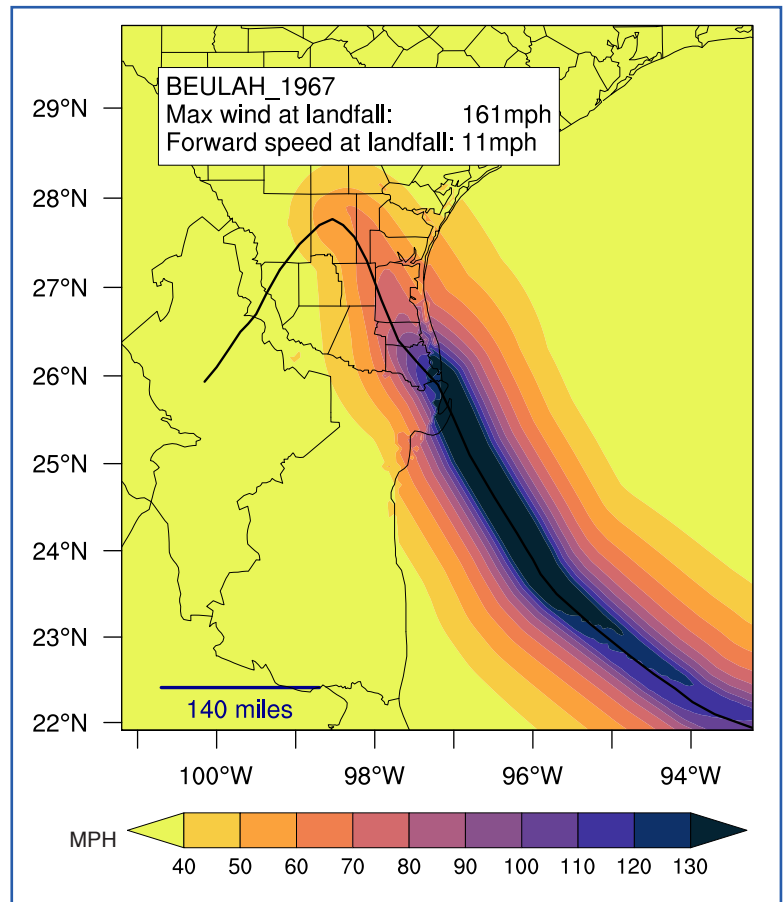 BEULAH_1967
Max wind at landfall: 161mph
Forward speed at landfall: 11mph
29°N
28°N
27°N
26°N
25°N
24°N
23°N
22°N
140 miles
100°W 98°W 96°W 94°W
MPH
40 50 60 70 80 90 100 110 120 130